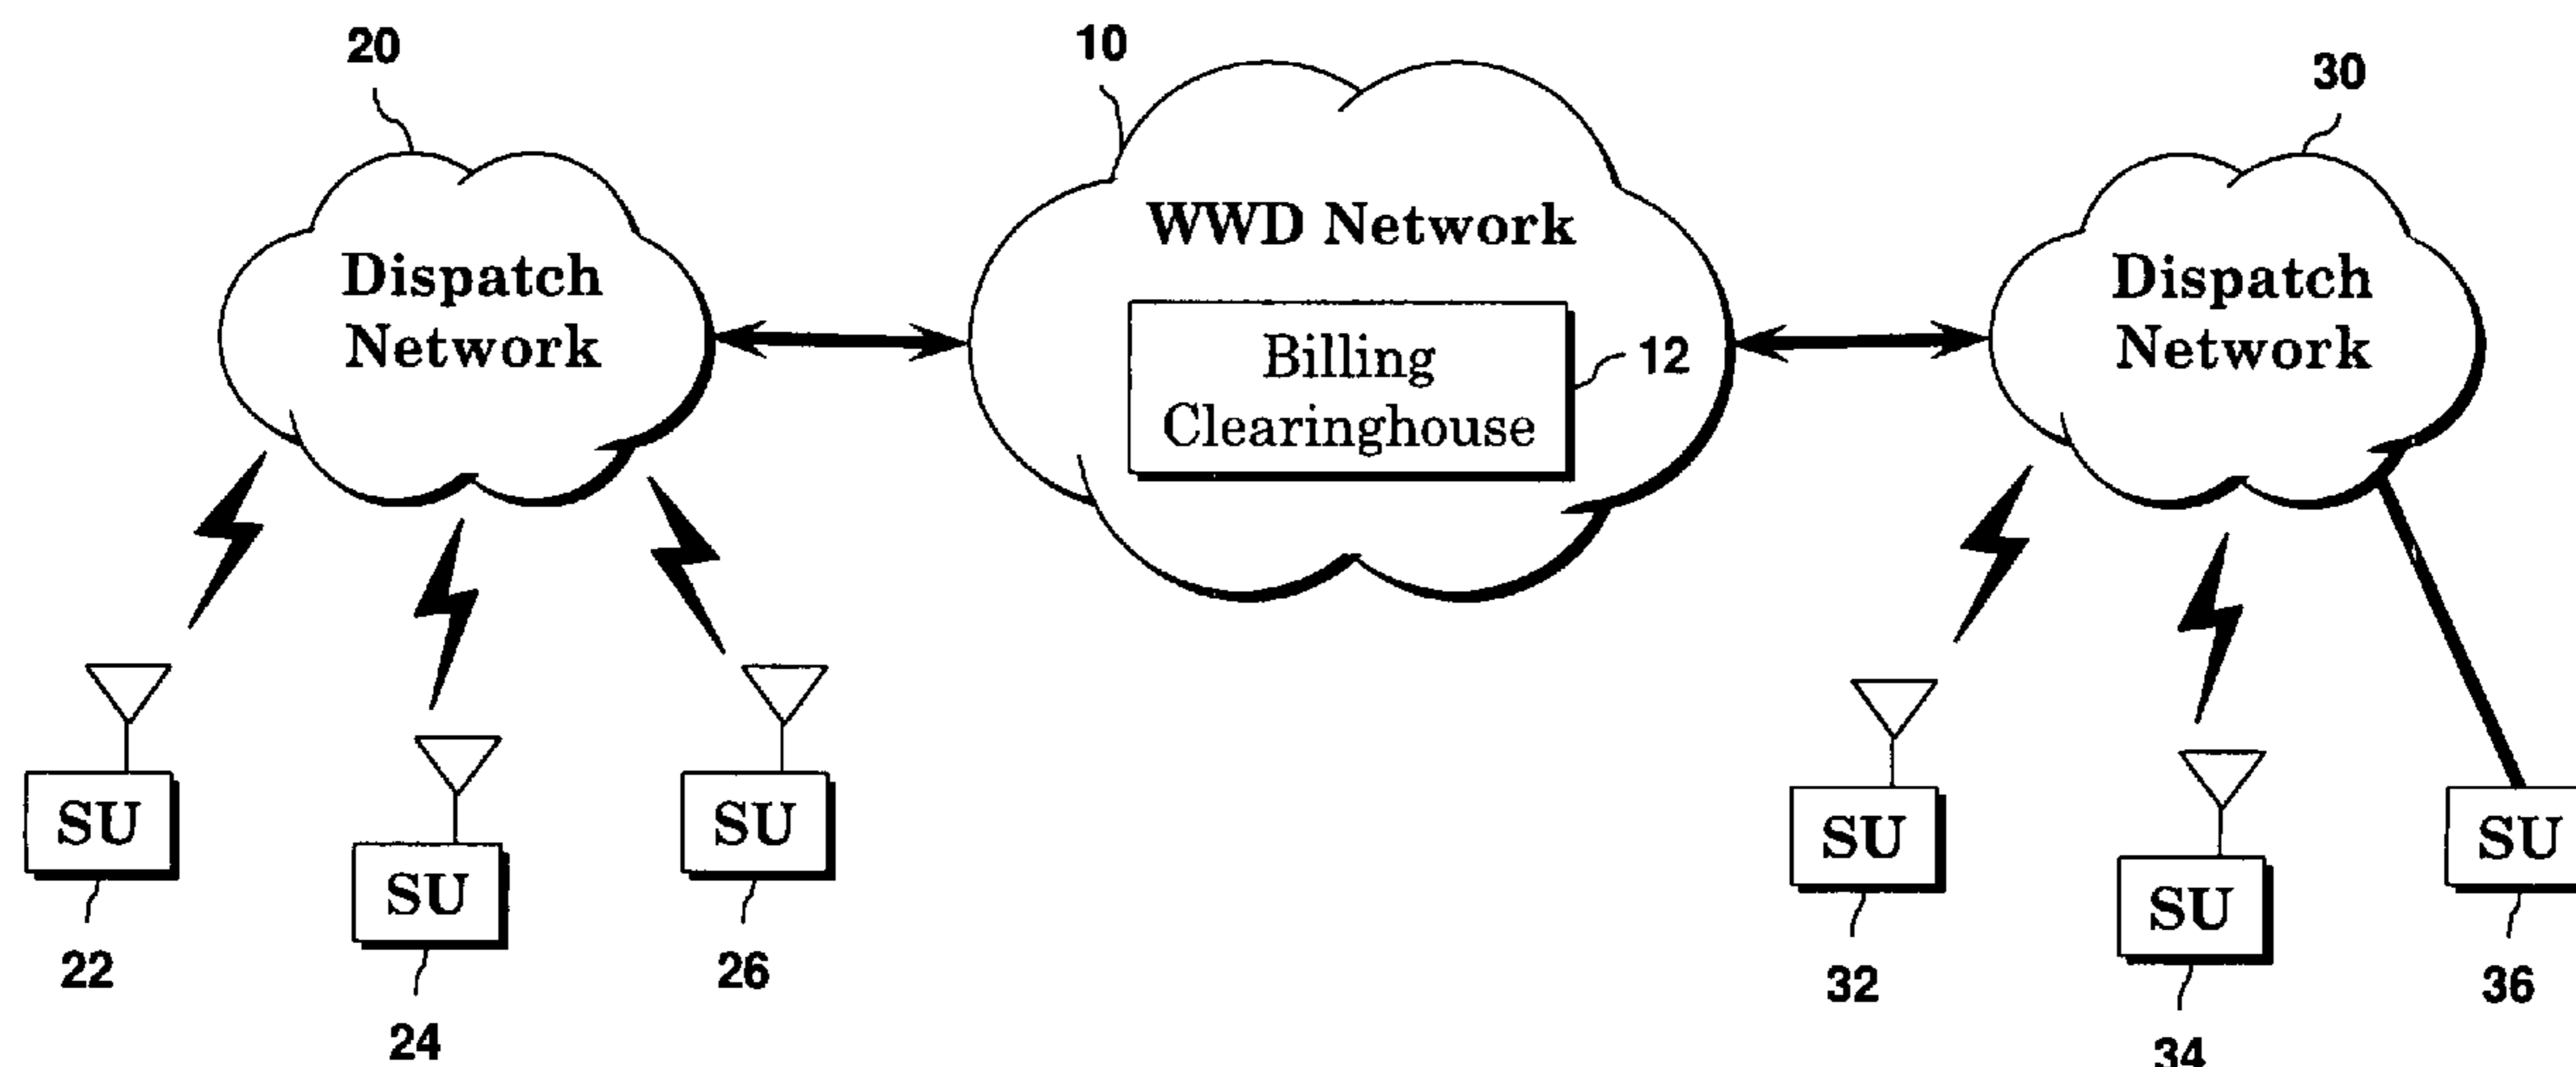 20
10
30
WWD Network
Dispatch
Network
Billing
Clearinghouse
12
Dispatch
Network
SU
SU
SU
SU
SU
SU
22
24
26
32
34
36